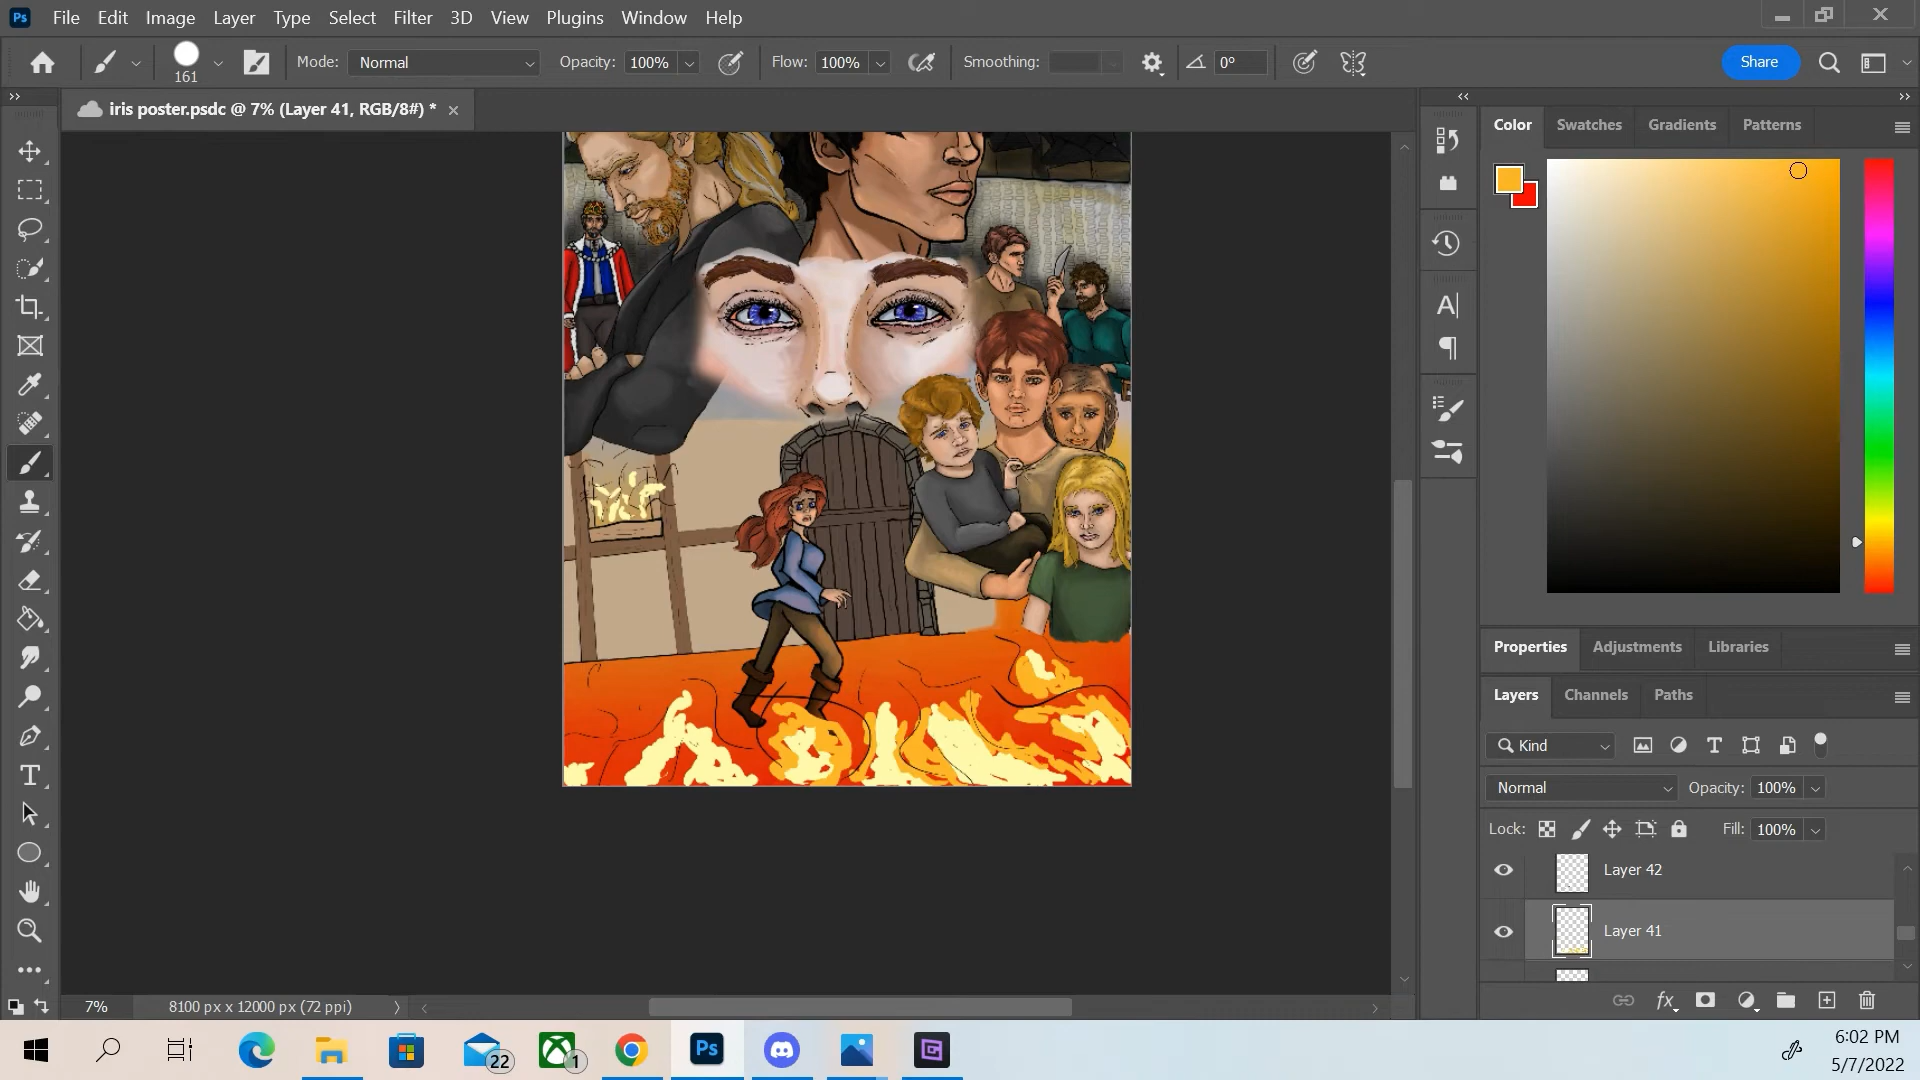 Ps File Edit Image Layer Type Select Filter 3D View Plugins Window Help
161 Mode: Normal Opacity: 100% Flow: 100% Smoothing: 0° Share
iris poster.psdc @ 7% (Layer 41, RGB/8#) *
Color Swatches Gradients Patterns
Properties Adjustments Libraries
Layers Channels Paths
Kind
Normal Opacity: 100%
Lock: Fill: 100%
Layer 42
Layer 41
7% 8100 px x 12000 px (72 ppi)
22 1 Ps
6:02 PM
5/7/2022